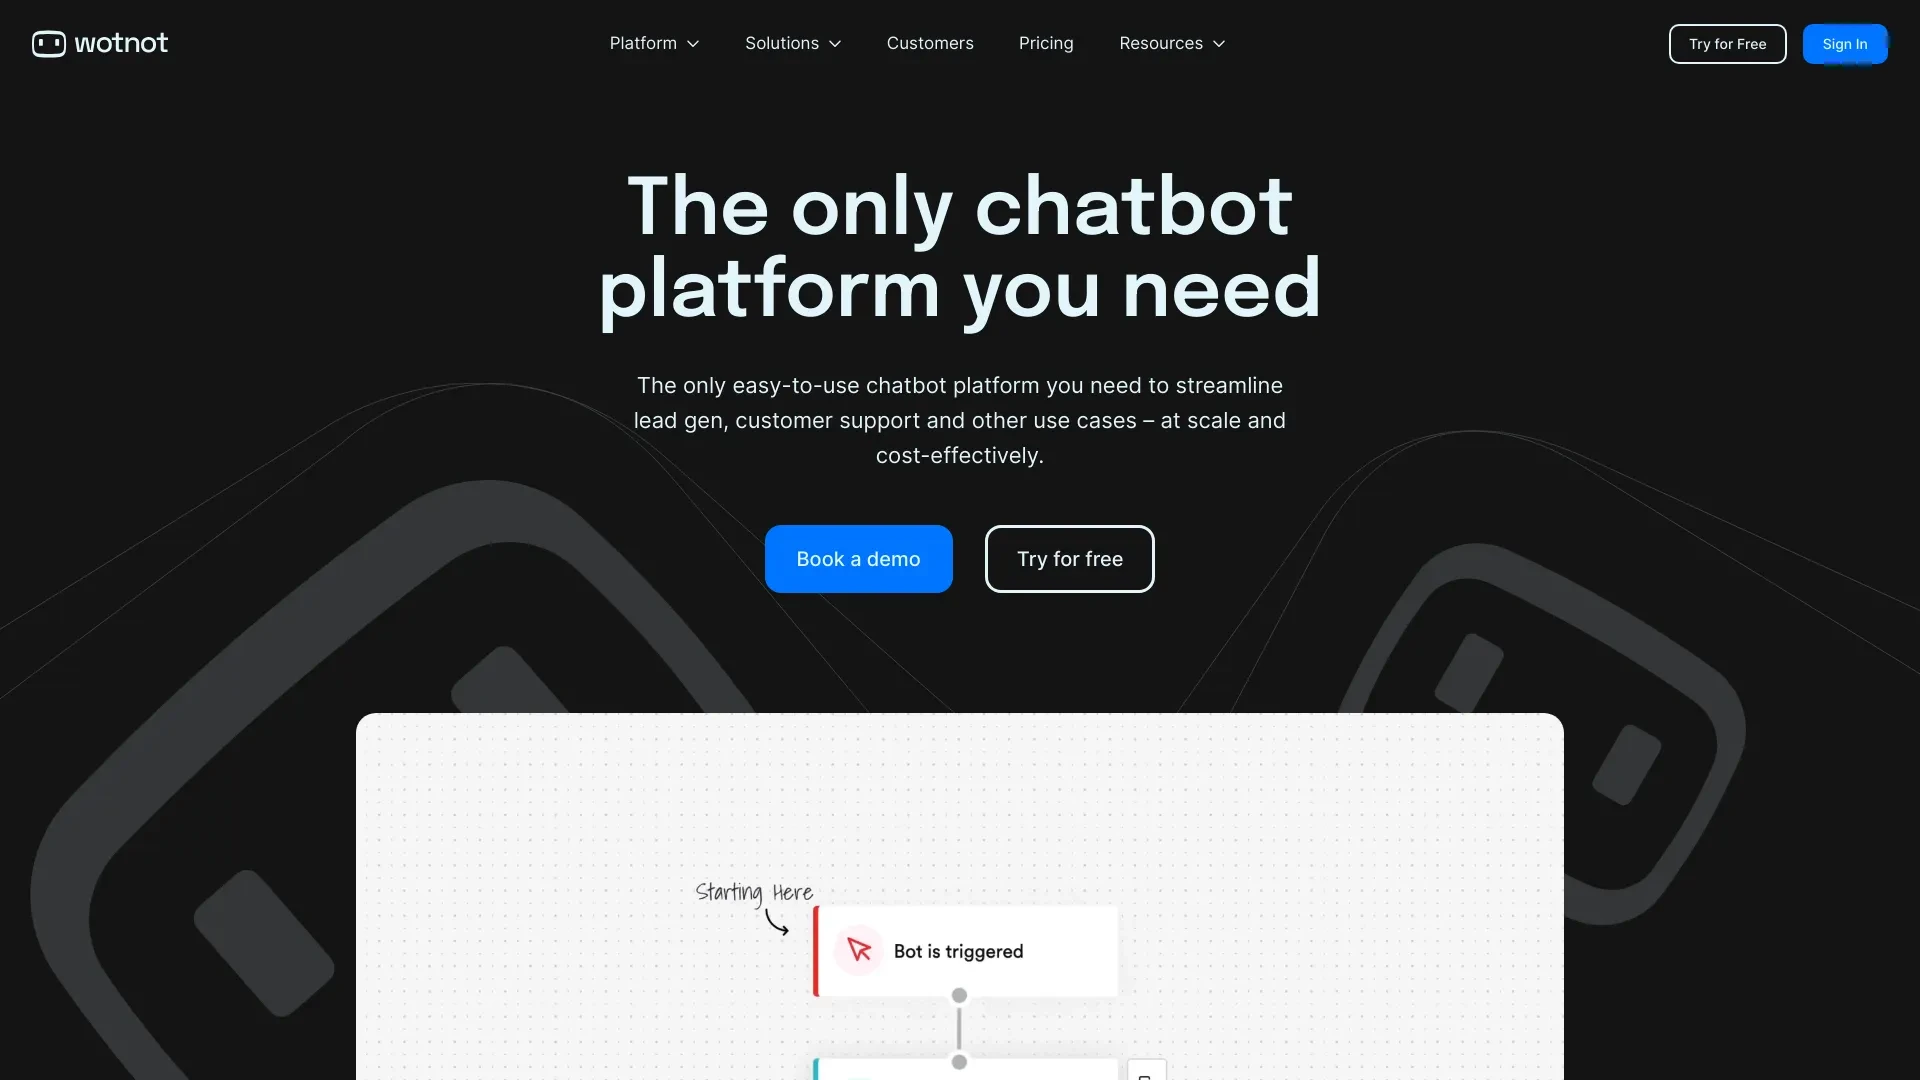 wotnot
Platform
Solutions
Customers
Pricing
Resources
Try for Free
Sign In
The only chatbot
platform you need
The only easy-to-use chatbot platform you need to streamline
lead gen, customer support and other use cases – at scale and
cost-effectively.
Book a demo
Try for free
Starting Here
Bot is triggered